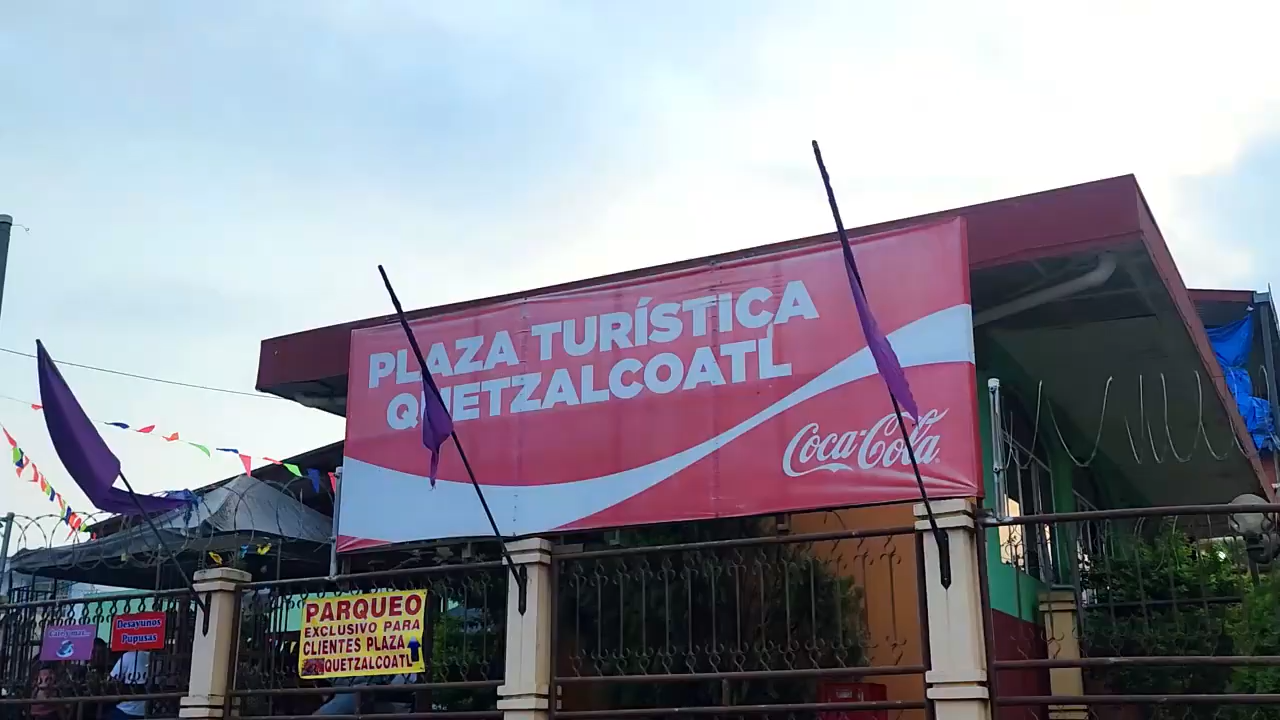 PLAZA TURÍSTICA
QUETZALCOATL
Coca-Cola
PARQUEO
EXCLUSIVO PARA
CLIENTES PLAZA
QUETZALCOATL
Desayunos
Pupusas